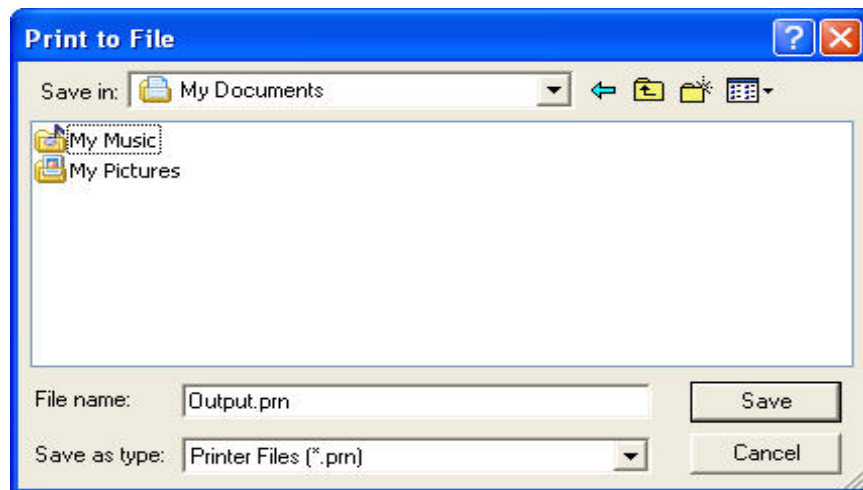 Print to File
Save in: My Documents
My Music
My Pictures
File name: Output.prn Save
Save as type: Printer Files (*.prn) Cancel